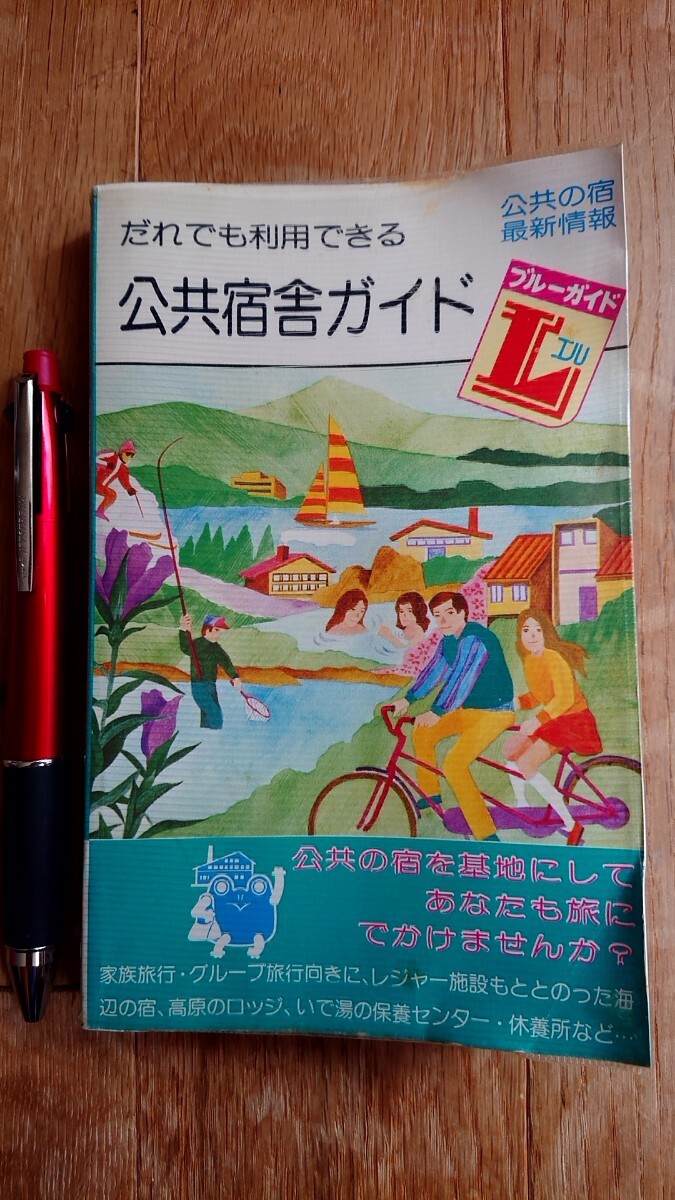 公共の宿
最新情報
だれでも利用できる
公共宿舎ガイド
ブルーガイド
L
エル
公共の宿を基地にして
あなたも旅に
でかけませんか?
家族旅行・グループ旅行向きに、レジャー施設もととのった海
辺の宿、高原のロッジ、いで湯の保養センター・休養所など…